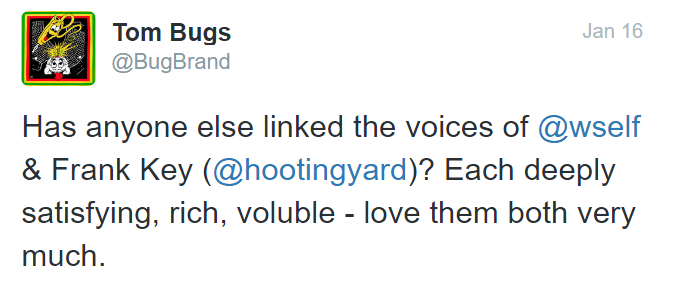 Tom Bugs
Jan 16
@BugBrand
Has anyone else linked the voices of @wself
& Frank Key (@hootingyard)? Each deeply
satisfying, rich, voluble - love them both very
much.